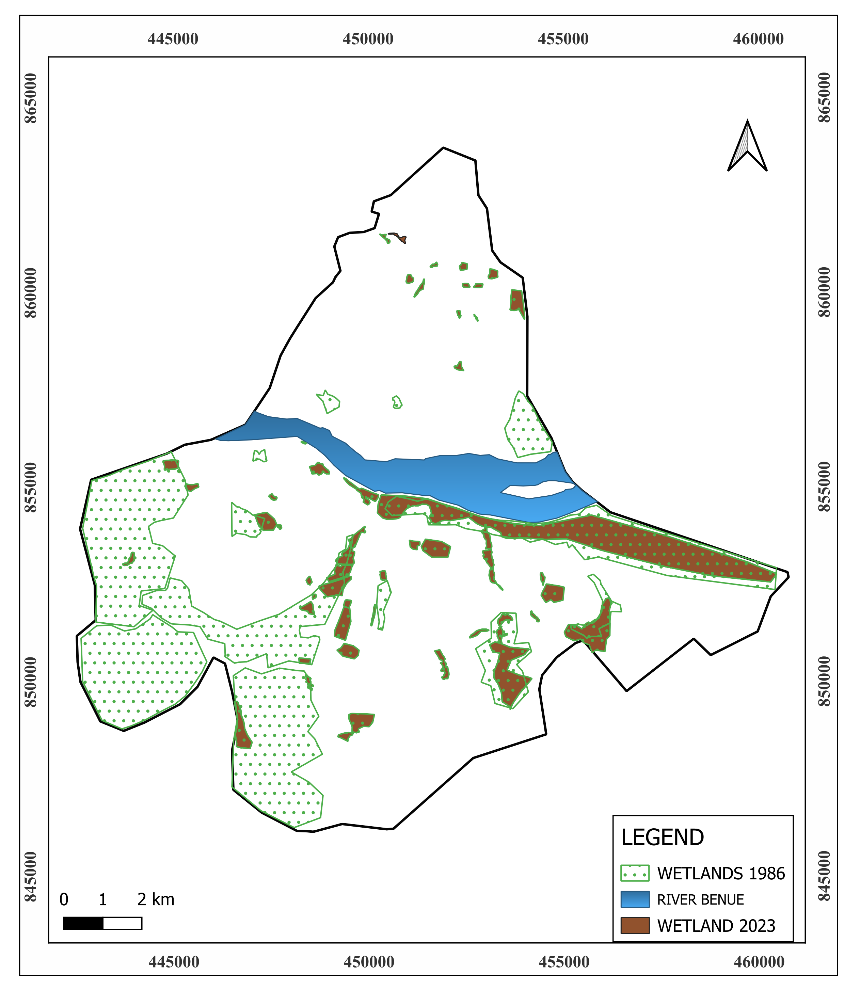 445000 450000 455000 460000
865000 865000
860000 860000
855000 855000
850000 850000
845000 845000
LEGEND
WETLANDS 1986
RIVER BENUE
WETLAND 2023
0 1 2 km
445000 450000 455000 460000